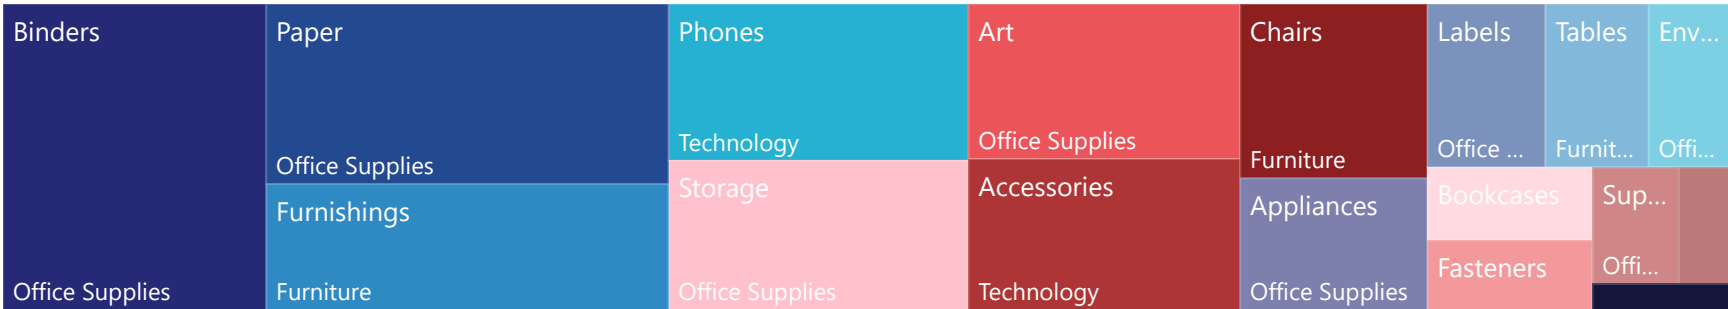 Binders
Office Supplies
Paper
Office Supplies
Furnishings
Furniture
Phones
Technology
Storage
Office Supplies
Art
Office Supplies
Accessories
Technology
Chairs
Furniture
Appliances
Office Supplies
Labels
Office ...
Tables
Furnit...
Env...
Offi...
Bookcases
Fasteners
Sup...
Offi...